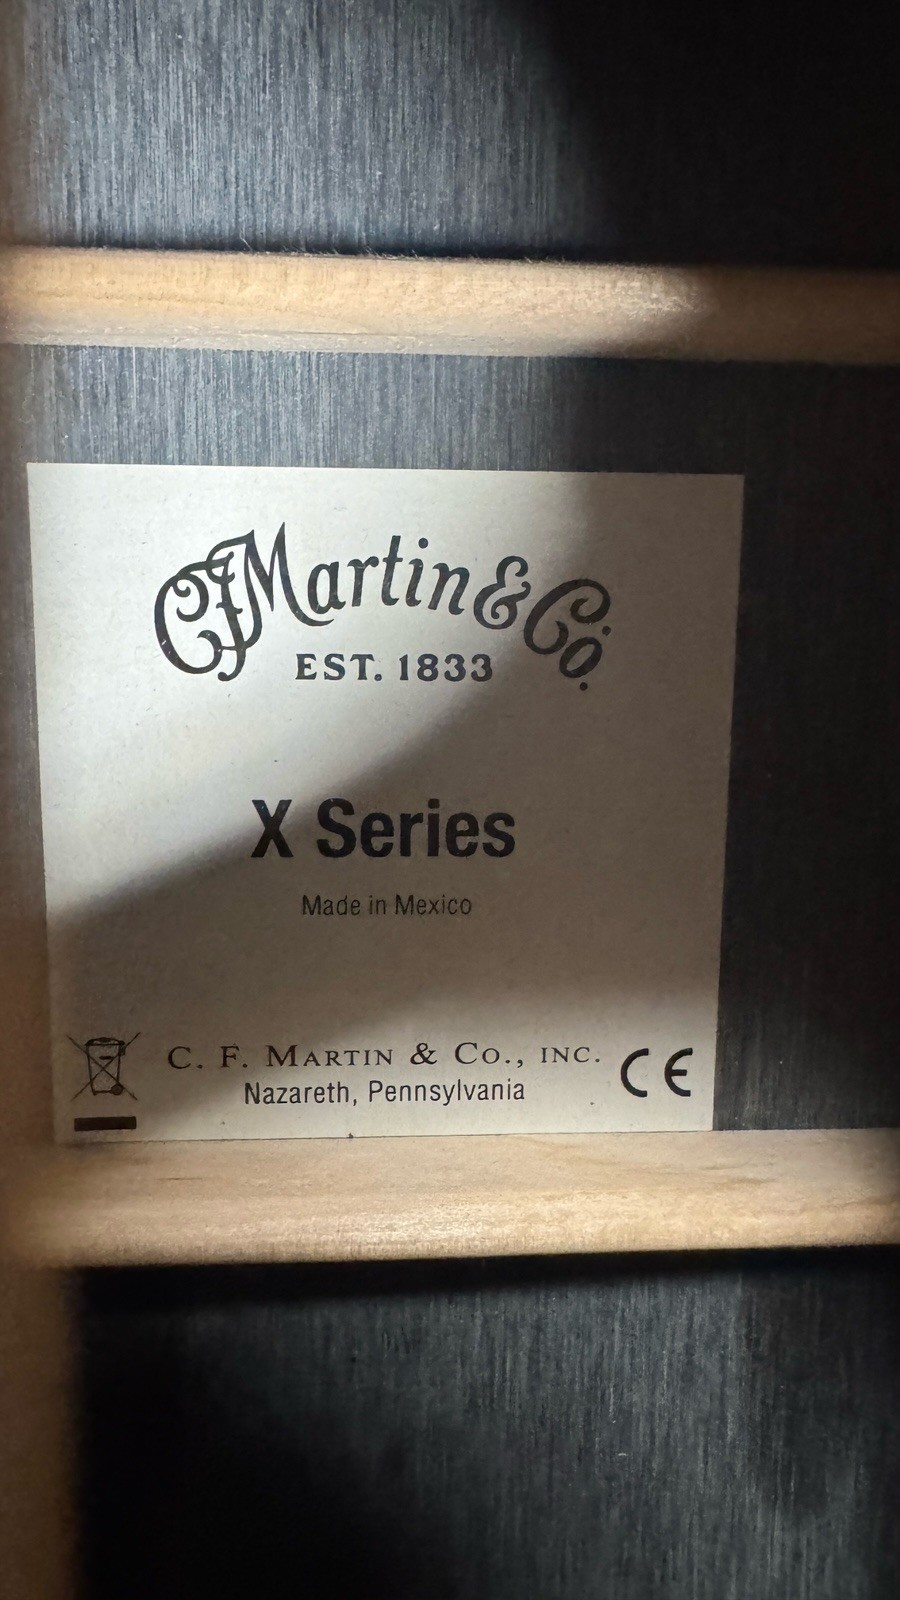 CFMartin & Co.
EST. 1833
X Series
Made in Mexico
C. F. MARTIN & CO., INC.
Nazareth, Pennsylvania
CE